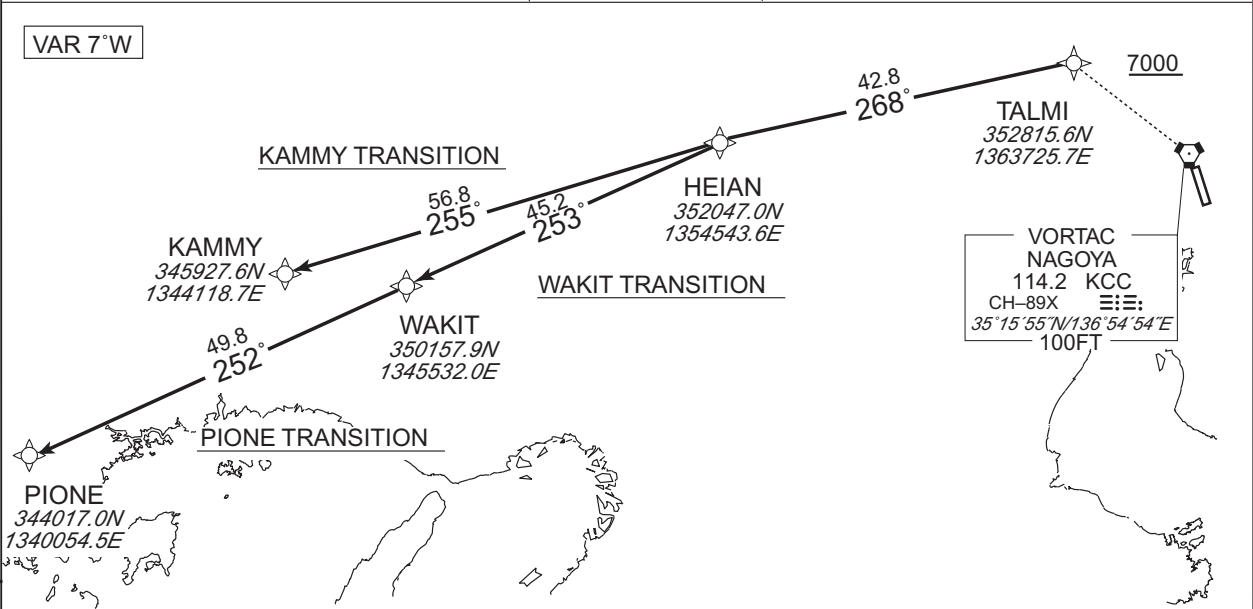 VAR 7°W
7000
42.8
268°
TALMI
352815.6N
1363725.7E
KAMMY TRANSITION
HEIAN
352047.0N
1354543.6E
56.8
255°
45.2
253°
KAMMY
345927.6N
1344118.7E
WAKIT TRANSITION
VORTAC
NAGOYA
114.2 KCC
CH–89X
35°15´55˝N/136°54´54˝E
100FT
WAKIT
350157.9N
1345532.0E
49.8
252°
PIONE TRANSITION
PIONE
344017.0N
1340054.5E